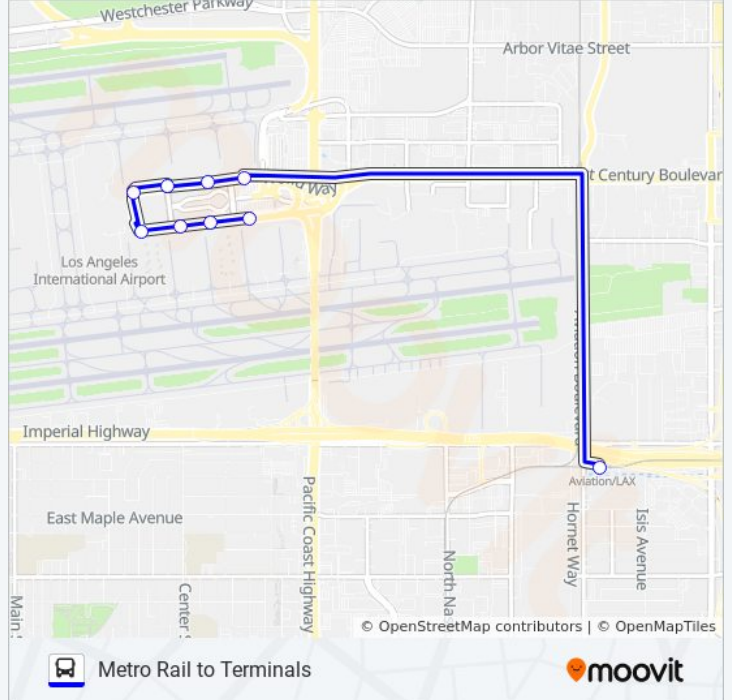 Westchester Parkway
Arbor Vitae Street
t Century Boulevar
Way
Los Angeles
International Airport
Aviation Boulevard
Imperial Highway
Aviation/LAX
East Maple Avenue
Pacific Coast Highway
Hornet Way
Isis Avenue
North Na
Center S
Main S
© OpenStreetMap contributors | © OpenMapTiles
Metro Rail to Terminals
moovit